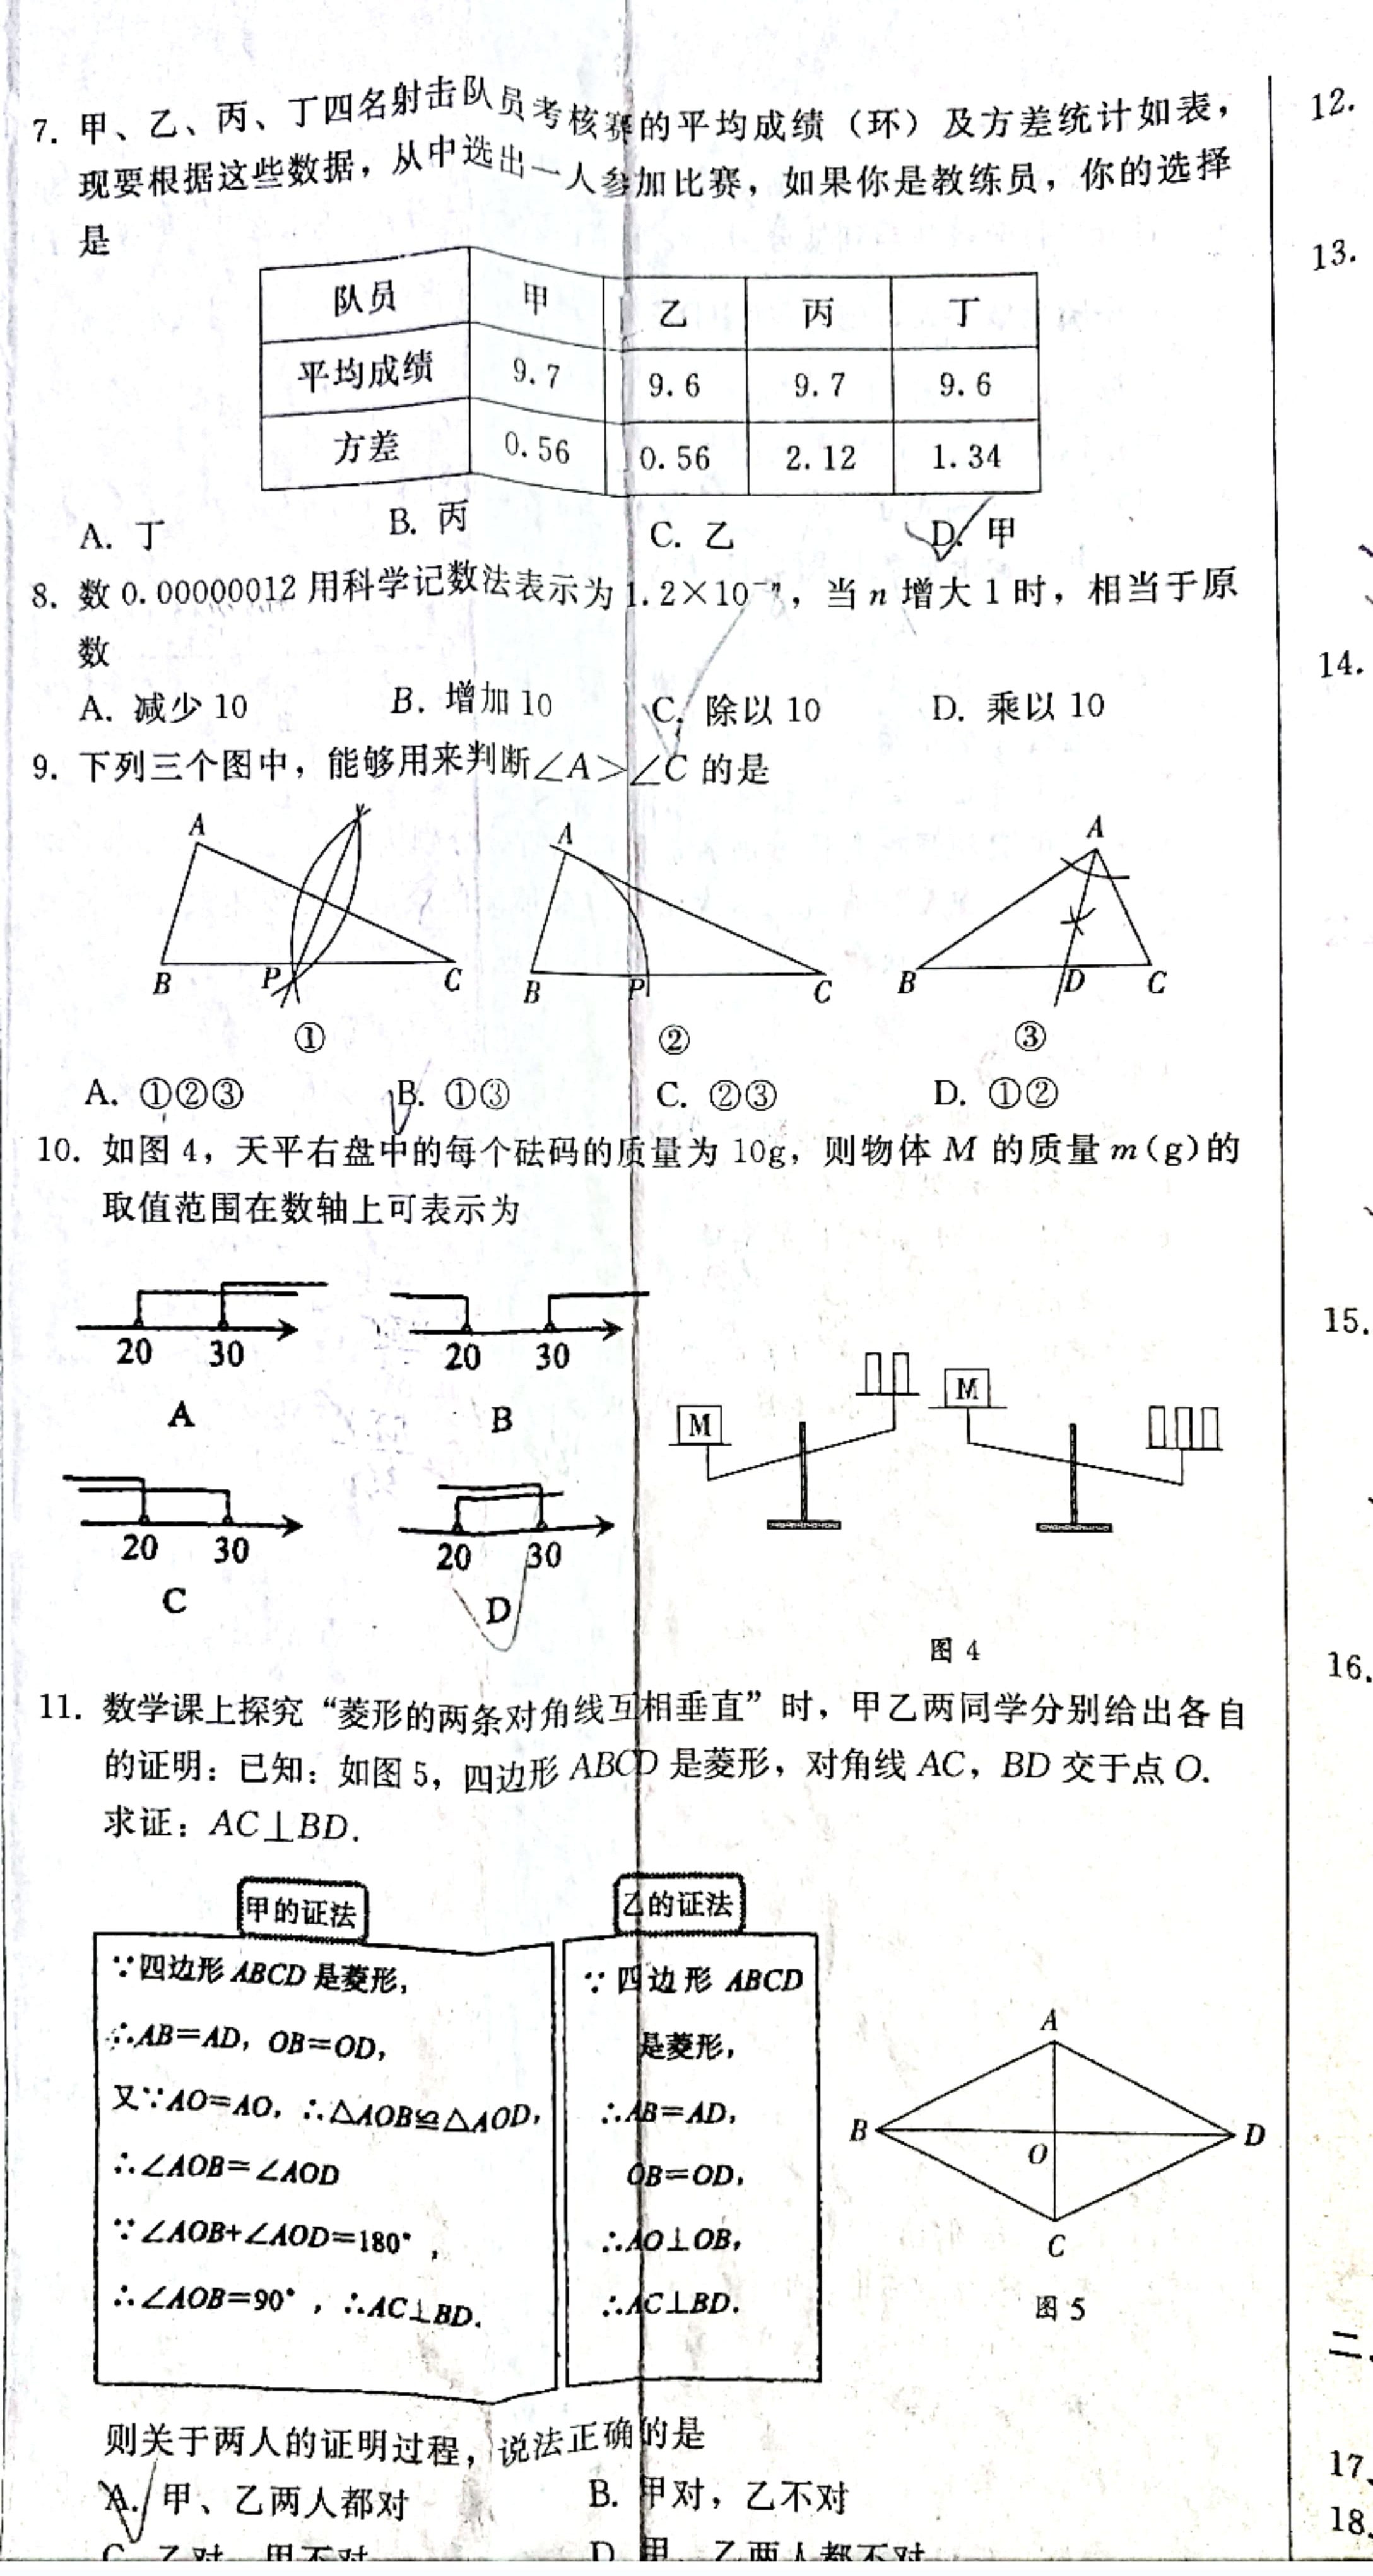 7. 甲、乙、丙、丁四名射击队员考核赛的平均成绩（环）及方差统计如表，
现要根据这些数据，从中选出一人参加比赛，如果你是教练员，你的选择
是
队员 甲 乙 丙 丁
平均成绩 9.7 9.6 9.7 9.6
方差 0.56 0.56 2.12 1.34
A. 丁 B. 丙 C. 乙 D. 甲
8. 数 0.00000012 用科学记数法表示为 1.2×10⁻ⁿ，当 n 增大 1 时，相当于原
数
A. 减少 10 B. 增加 10 C. 除以 10 D. 乘以 10
9. 下列三个图中，能够用来判断∠A＞∠C 的是
A B P C ①
A B P C ②
A B D C ③
A. ①②③ B. ①③ C. ②③ D. ①②
10. 如图 4，天平右盘中的每个砝码的质量为 10g，则物体 M 的质量 m(g)的
取值范围在数轴上可表示为
20 30 20 30
A B
M M
20 30 20 30
C D
图 4
11. 数学课上探究“菱形的两条对角线互相垂直”时，甲乙两同学分别给出各自
的证明：已知：如图 5，四边形 ABCD 是菱形，对角线 AC，BD 交于点 O.
求证：AC⊥BD.
甲的证法
∵四边形 ABCD 是菱形，
∴AB=AD，OB=OD，
又∵AO=AO，∴△AOB≌△AOD，
∴∠AOB=∠AOD
∵∠AOB+∠AOD=180°，
∴∠AOB=90°，∴AC⊥BD.
乙的证法
∵四边形 ABCD
是菱形，
∴AB=AD，
OB=OD，
∴AO⊥OB，
∴AC⊥BD.
A
B O D
C
图 5
则关于两人的证明过程，说法正确的是
A. 甲、乙两人都对 B. 甲对，乙不对
C. 乙对，甲不对 D. 甲、乙两人都不对
12.
13.
14.
15.
16.
二.
17.
18.